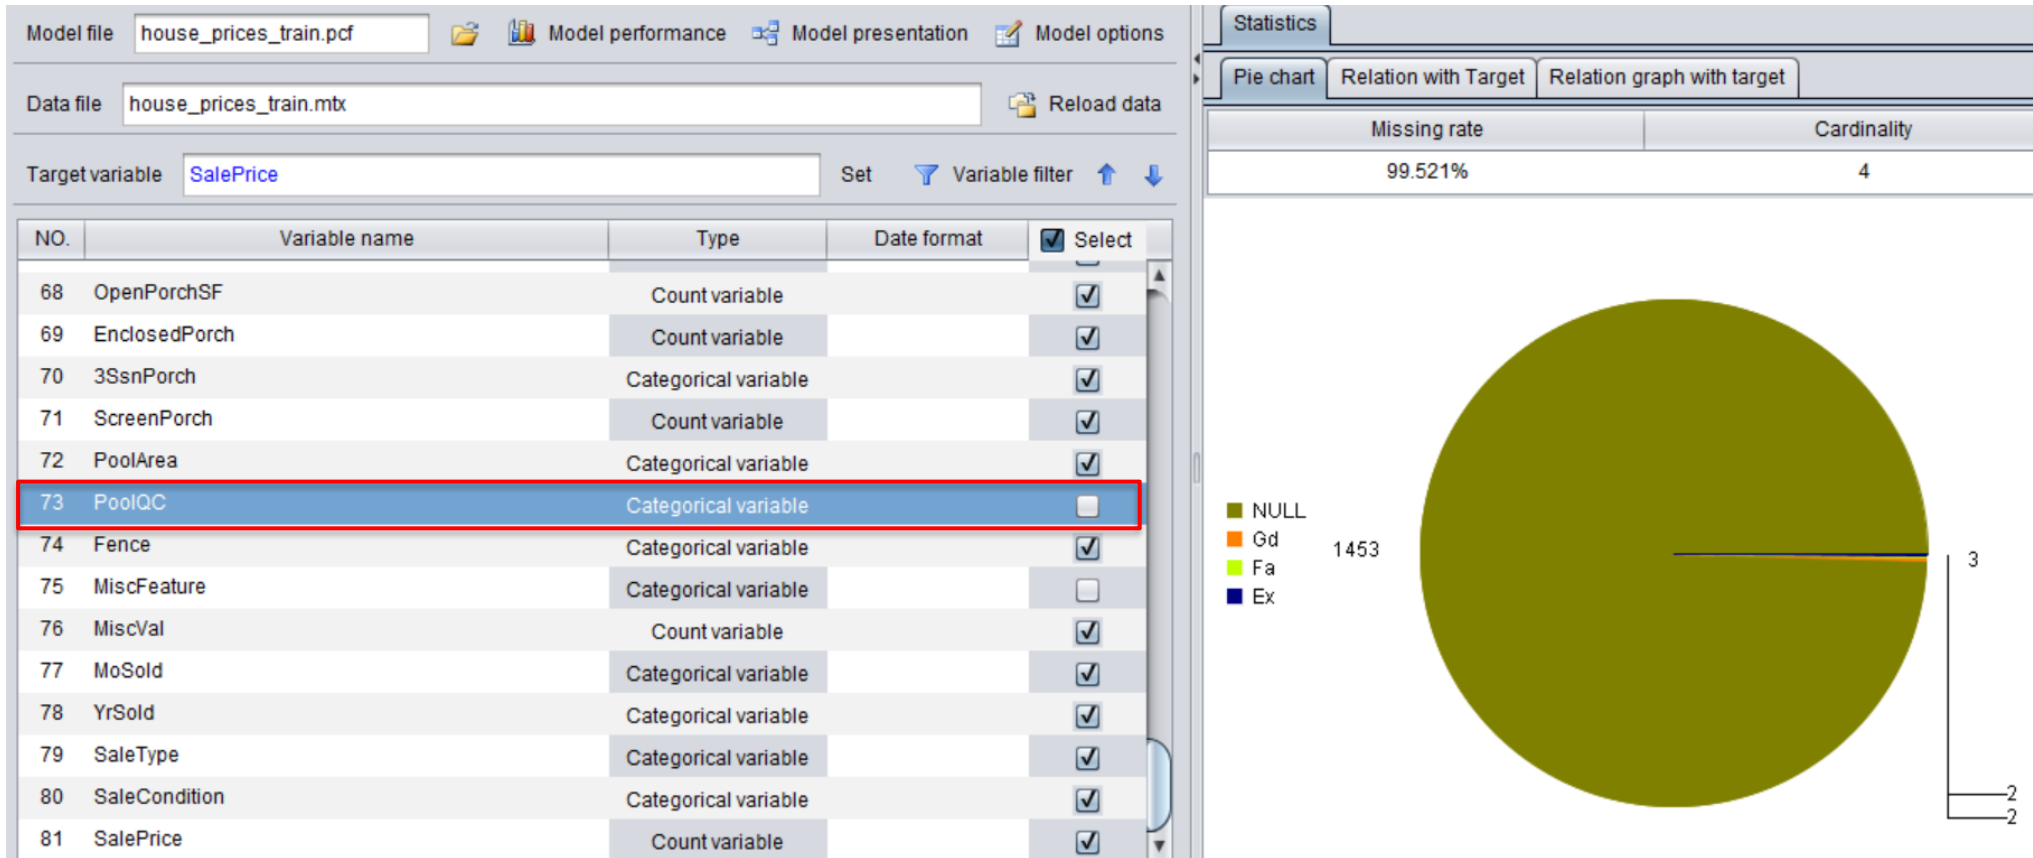 Model file house_prices_train.pcf Model performance Model presentation Model options
Data file house_prices_train.mtx Reload data
Target variable SalePrice Set Variable filter
NO. Variable name Type Date format Select
68 OpenPorchSF Count variable
69 EnclosedPorch Count variable
70 3SsnPorch Categorical variable
71 ScreenPorch Count variable
72 PoolArea Categorical variable
73 PoolQC Categorical variable
74 Fence Categorical variable
75 MiscFeature Categorical variable
76 MiscVal Count variable
77 MoSold Categorical variable
78 YrSold Categorical variable
79 SaleType Categorical variable
80 SaleCondition Categorical variable
81 SalePrice Count variable
Statistics
Pie chart Relation with Target Relation graph with target
Missing rate Cardinality
99.521% 4
NULL
Gd
Fa
Ex
1453
3
2
2